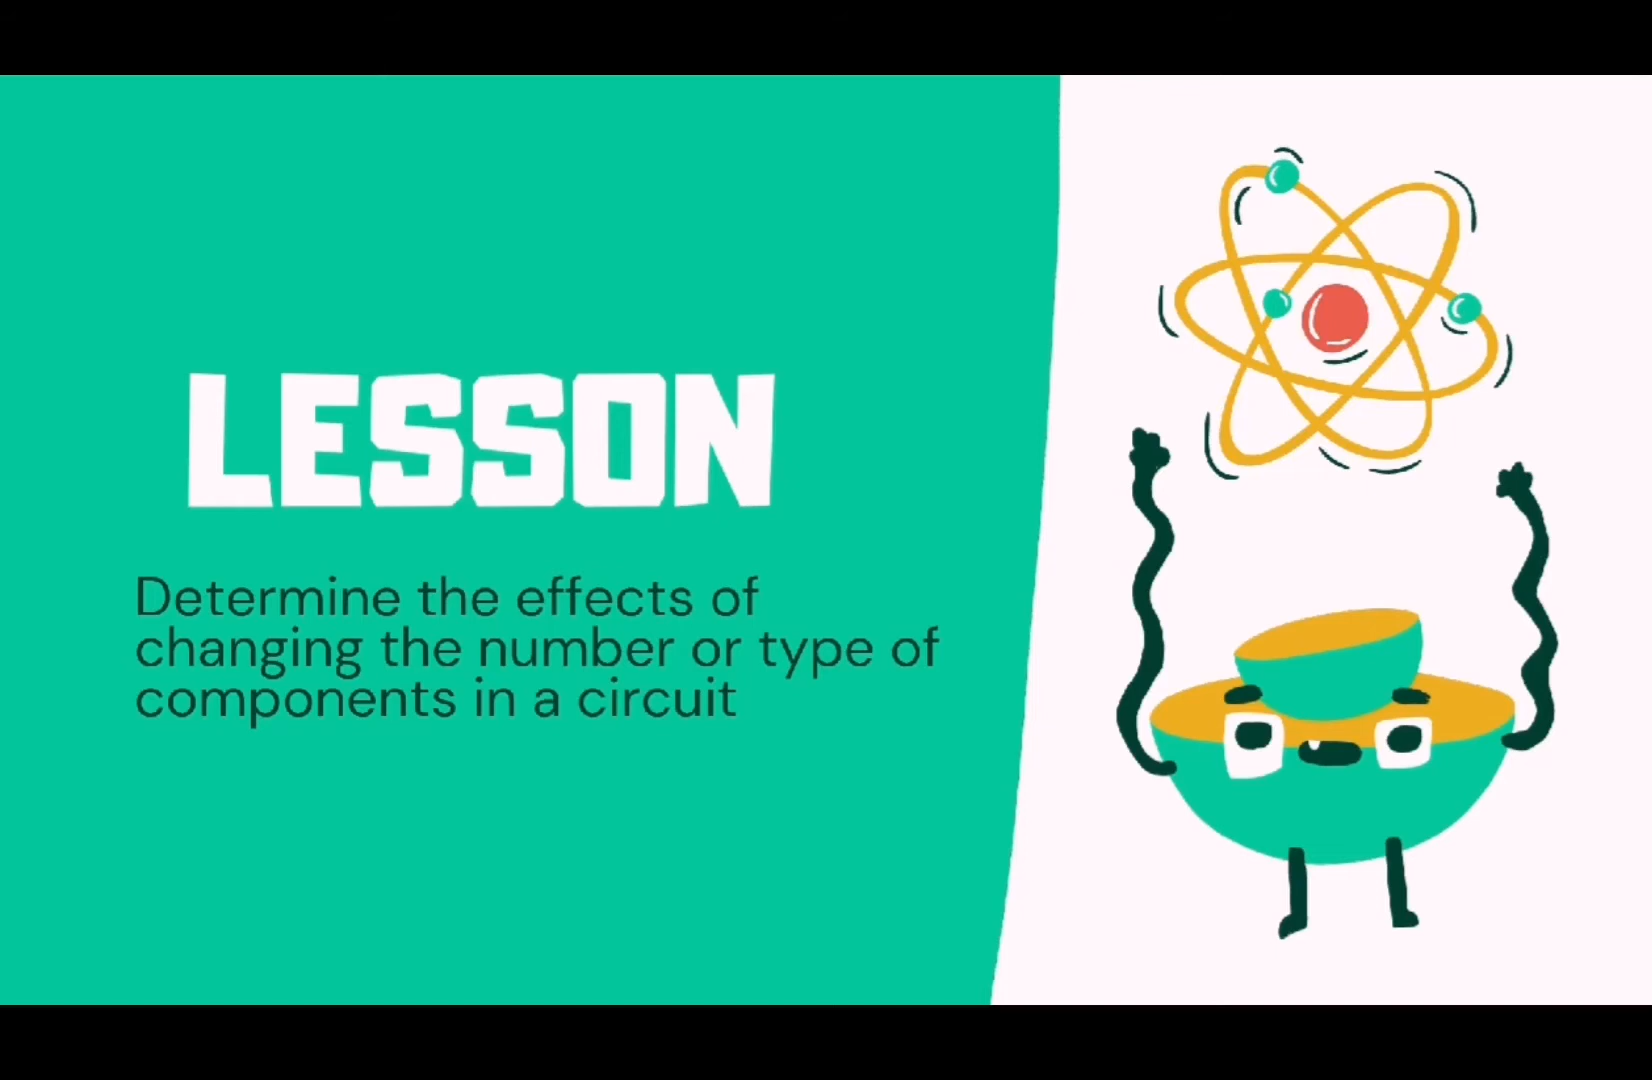 LESSON
Determine the effects of
changing the number or type of
components in a circuit